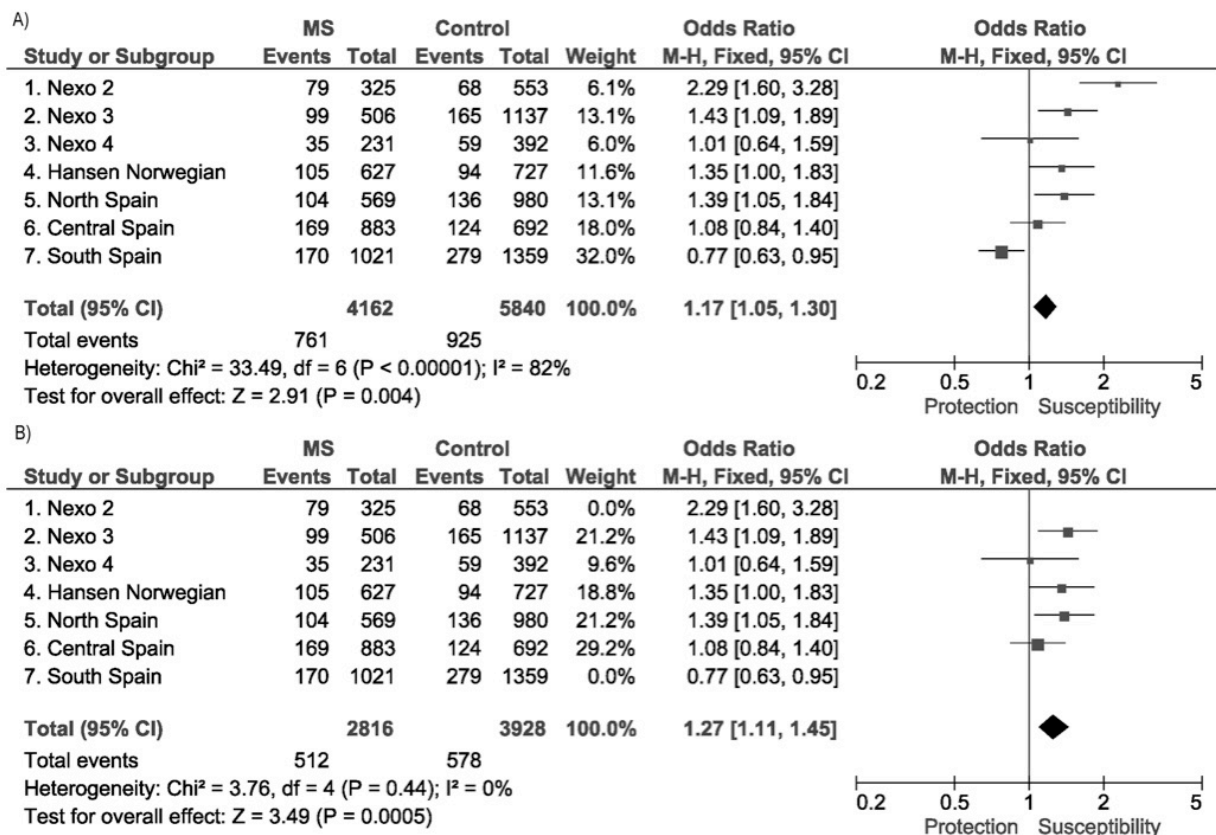 A)
MS Control Odds Ratio Odds Ratio
Study or Subgroup Events Total Events Total Weight M-H, Fixed, 95% CI M-H, Fixed, 95% CI
1. Nexo 2 79 325 68 553 6.1% 2.29 [1.60, 3.28]
2. Nexo 3 99 506 165 1137 13.1% 1.43 [1.09, 1.89]
3. Nexo 4 35 231 59 392 6.0% 1.01 [0.64, 1.59]
4. Hansen Norwegian 105 627 94 727 11.6% 1.35 [1.00, 1.83]
5. North Spain 104 569 136 980 13.1% 1.39 [1.05, 1.84]
6. Central Spain 169 883 124 692 18.0% 1.08 [0.84, 1.40]
7. South Spain 170 1021 279 1359 32.0% 0.77 [0.63, 0.95]
Total (95% CI) 4162 5840 100.0% 1.17 [1.05, 1.30]
Total events 761 925
Heterogeneity: Chi² = 33.49, df = 6 (P < 0.00001); I² = 82%
Test for overall effect: Z = 2.91 (P = 0.004)
0.2 0.5 1 2 5
Protection Susceptibility
B)
MS Control Odds Ratio Odds Ratio
Study or Subgroup Events Total Events Total Weight M-H, Fixed, 95% CI M-H, Fixed, 95% CI
1. Nexo 2 79 325 68 553 0.0% 2.29 [1.60, 3.28]
2. Nexo 3 99 506 165 1137 21.2% 1.43 [1.09, 1.89]
3. Nexo 4 35 231 59 392 9.6% 1.01 [0.64, 1.59]
4. Hansen Norwegian 105 627 94 727 18.8% 1.35 [1.00, 1.83]
5. North Spain 104 569 136 980 21.2% 1.39 [1.05, 1.84]
6. Central Spain 169 883 124 692 29.2% 1.08 [0.84, 1.40]
7. South Spain 170 1021 279 1359 0.0% 0.77 [0.63, 0.95]
Total (95% CI) 2816 3928 100.0% 1.27 [1.11, 1.45]
Total events 512 578
Heterogeneity: Chi² = 3.76, df = 4 (P = 0.44); I² = 0%
Test for overall effect: Z = 3.49 (P = 0.0005)
0.2 0.5 1 2 5
Protection Susceptibility